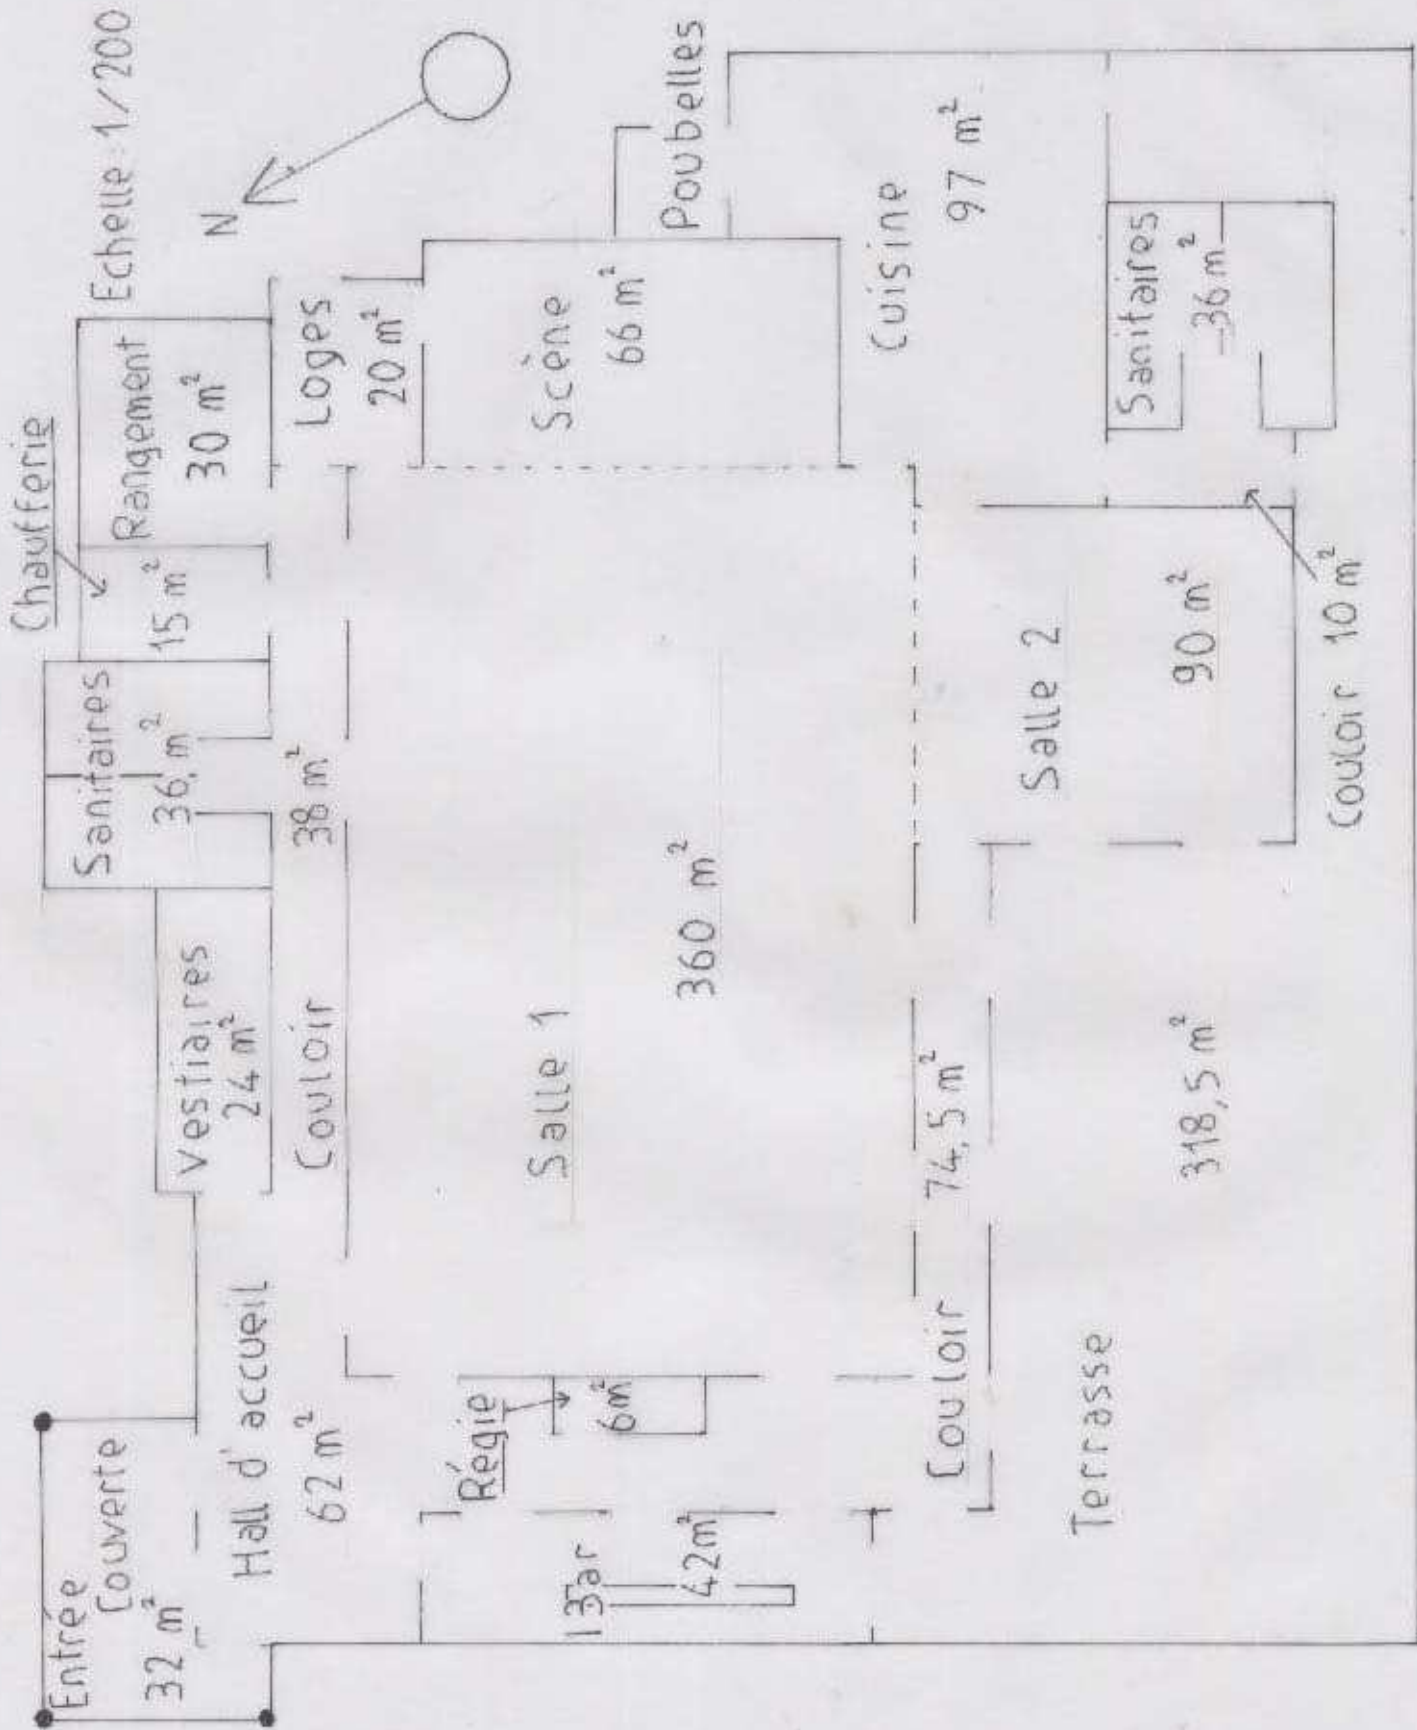 Entrée
Couverte
32 m²
Hall d'accueil
62 m²
Vestiaires
24 m²
Sanitaires
36 m²
Chaufferie
15 m²
Rangement
30 m²
Echelle : 1/200
N
Couloir 38 m²
Loges
20 m²
Régie
6m²
Bar
42m²
Salle 1
360 m²
Scène
66 m²
Poubelles
Couloir 74,5 m²
Cuisine
97 m²
Salle 2
90 m²
Sanitaires
36 m²
Couloir 10 m²
Terrasse
318,5 m²